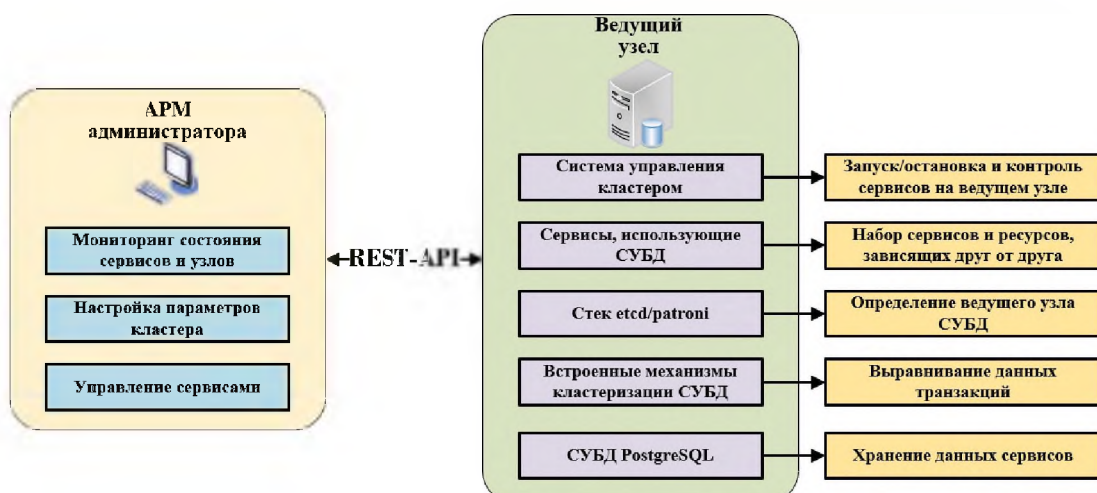 АРМ
администратора
Мониторинг состояния
сервисов и узлов
Настройка параметров
кластера
Управление сервисами
REST-API
Ведущий
узел
Система управления
кластером
Запуск/остановка и контроль
сервисов на ведущем узле
Сервисы, использующие
СУБД
Набор сервисов и ресурсов,
зависящих друг от друга
Стек etcd/patroni
Определение ведущего узла
СУБД
Встроенные механизмы
кластеризации СУБД
Выравнивание данных
транзакций
СУБД PostgreSQL
Хранение данных сервисов